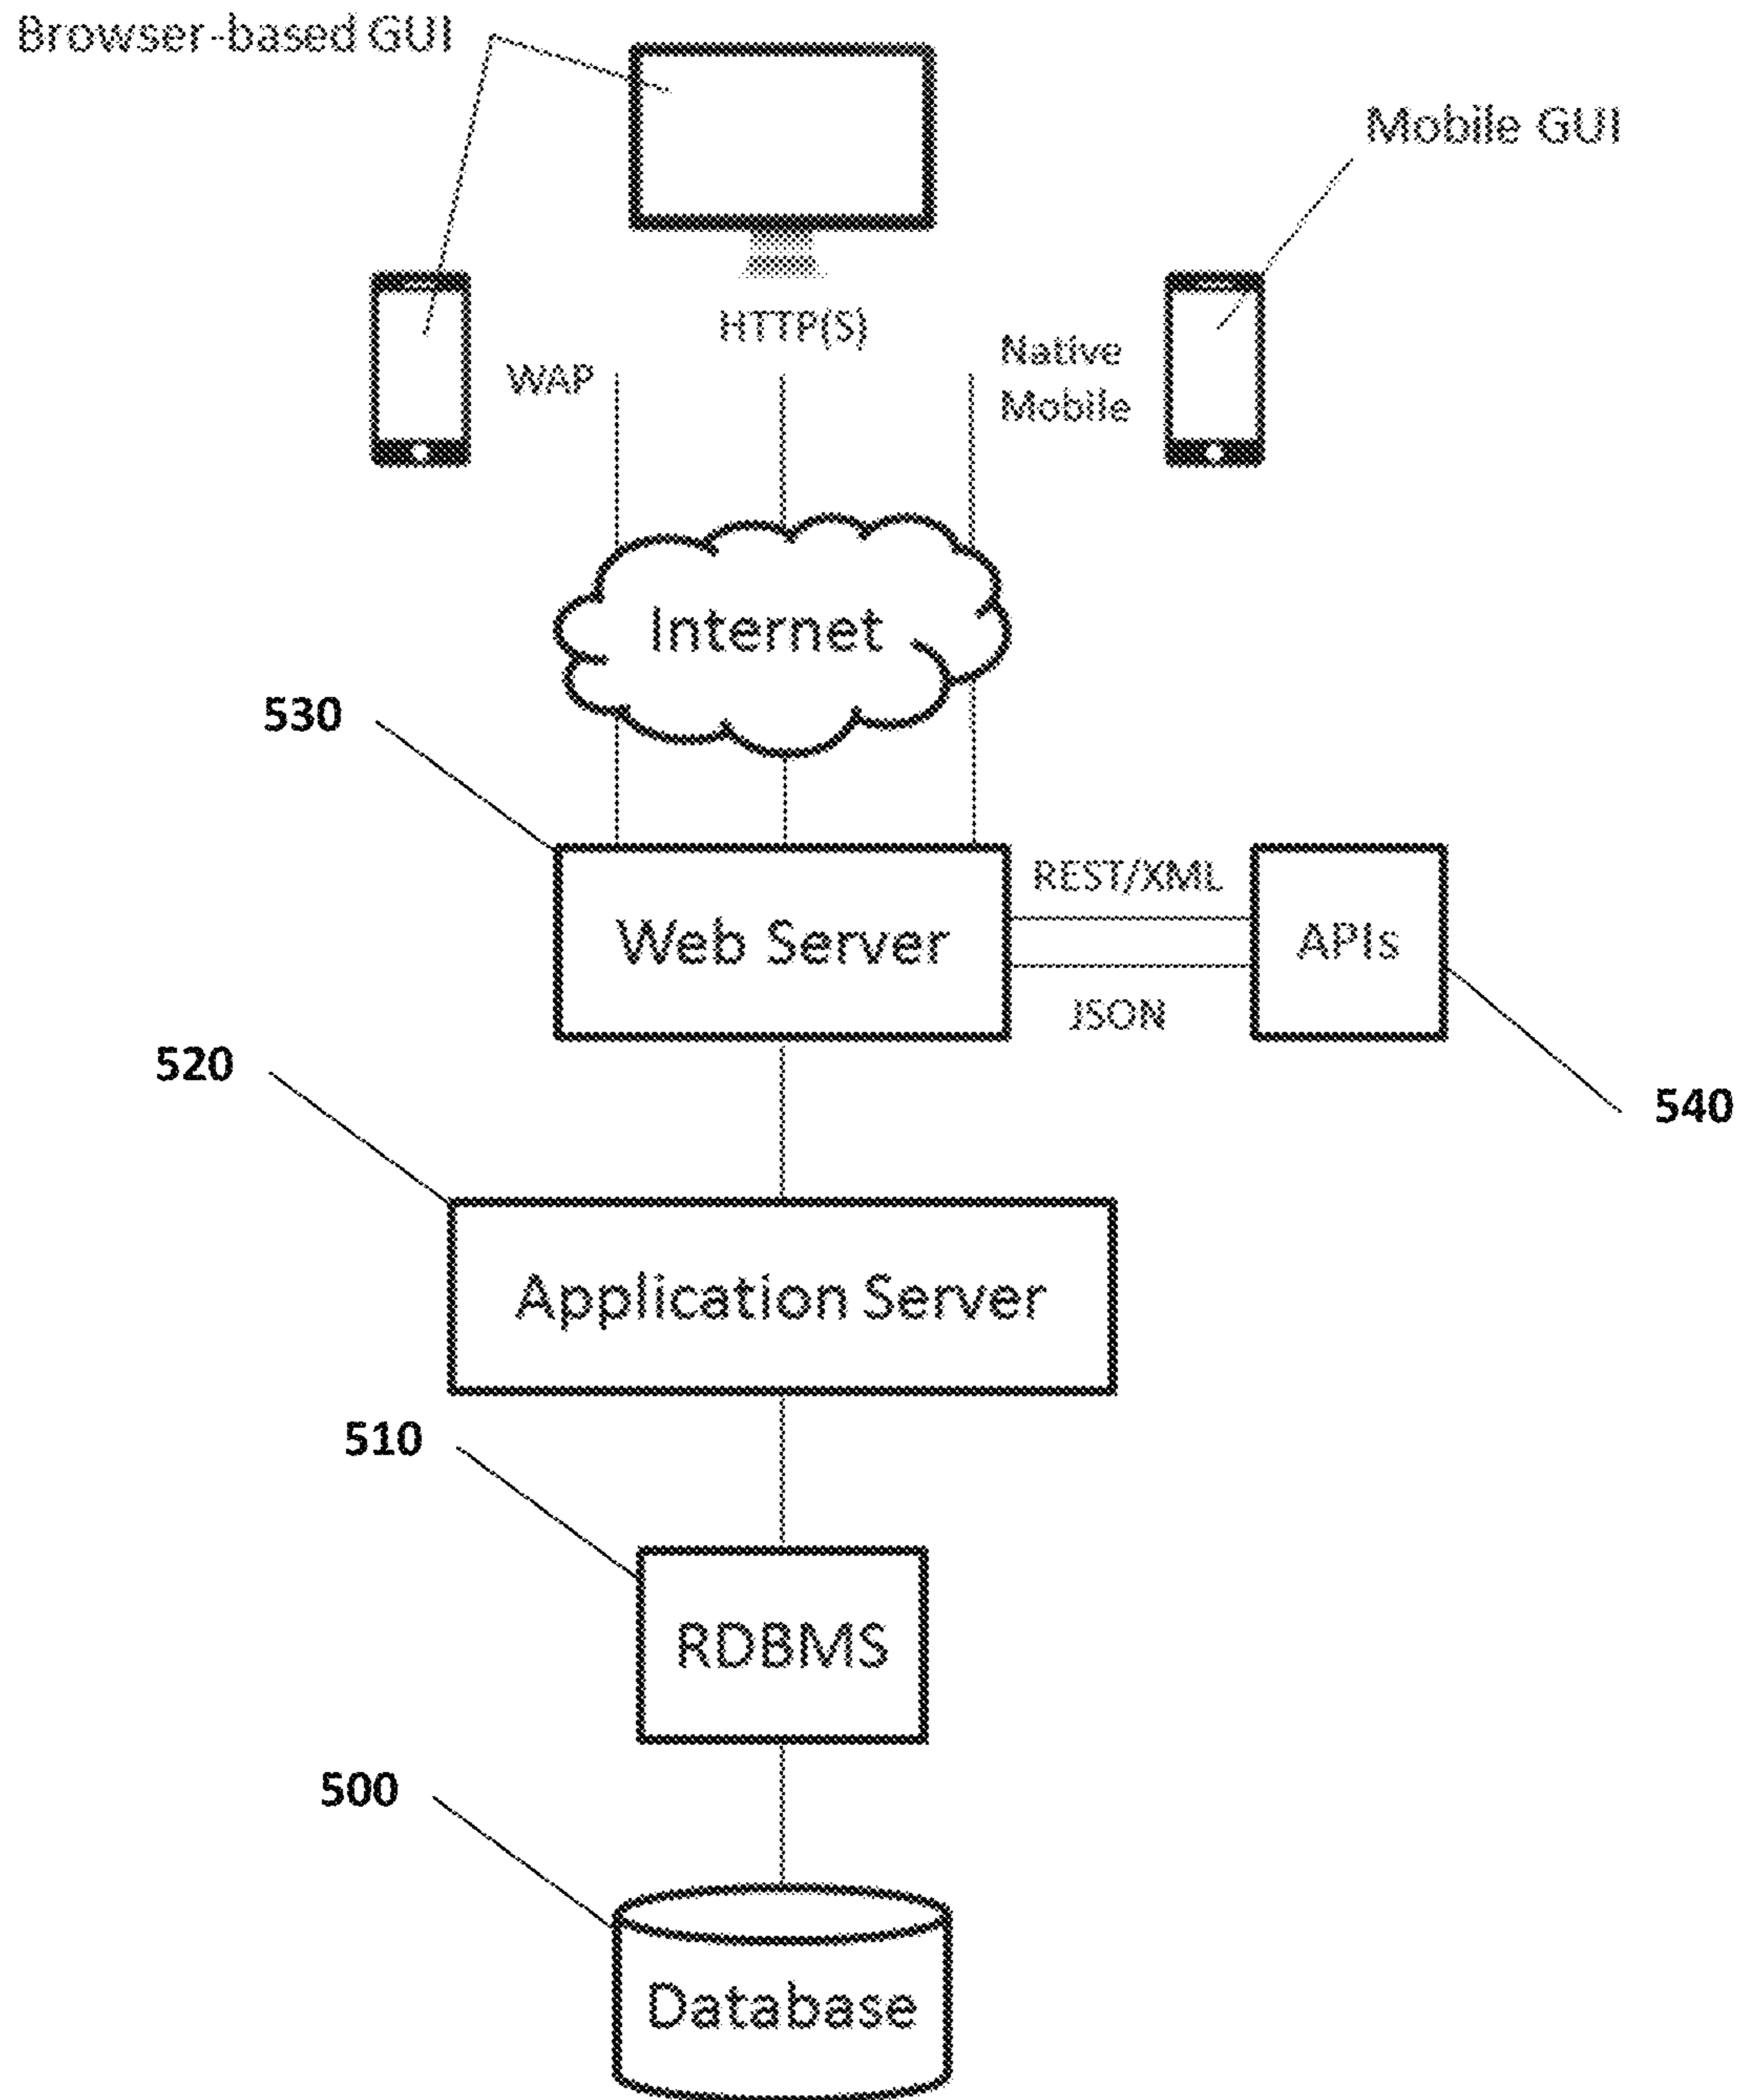 Browser-based GUI
Mobile GUI
HTTP(S)
WAP
Native
Mobile
Internet
530
Web Server
REST/XML
JSON
APIs
520
540
Application Server
510
RDBMS
500
Database